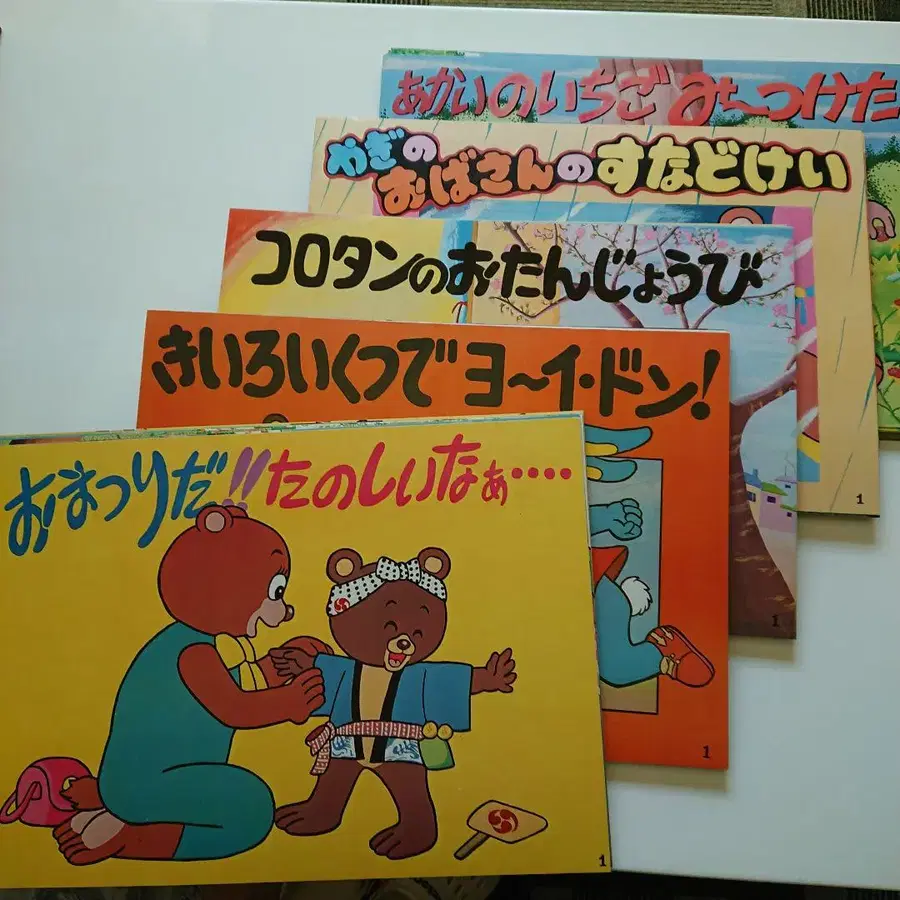 あかいのいちごみ〜つけた
やぎの
おばさんのすなどけい
1
コロタンのおたんじょうび
1
きいろいくつでヨ〜イ・ドン!
1
おまつりだ!!たのしいなぁ‥‥
1